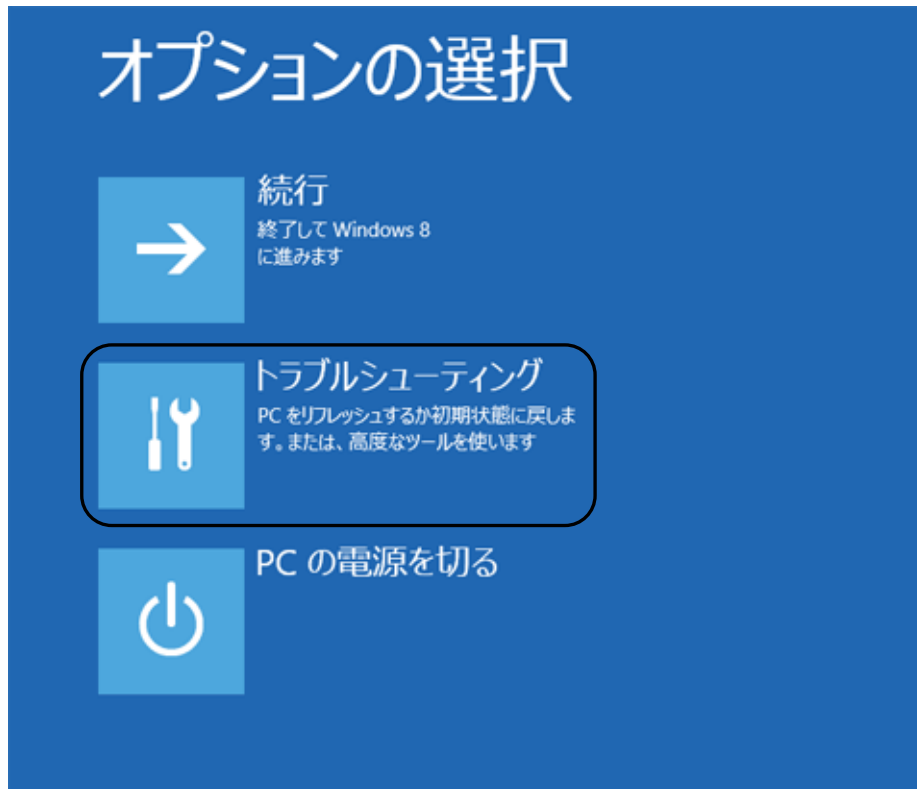 オプションの選択
続行
終了して Windows 8
に進みます
トラブルシューティング
PC をリフレッシュするか初期状態に戻しま
す。または、高度なツールを使います
PC の電源を切る